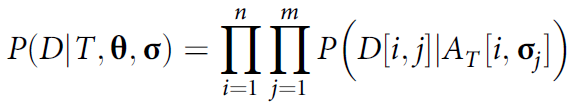 P(D|T, θ, σ) = ∏_{i=1}^{n} ∏_{j=1}^{m} P(D[i, j]|A_T[i, σ_j])